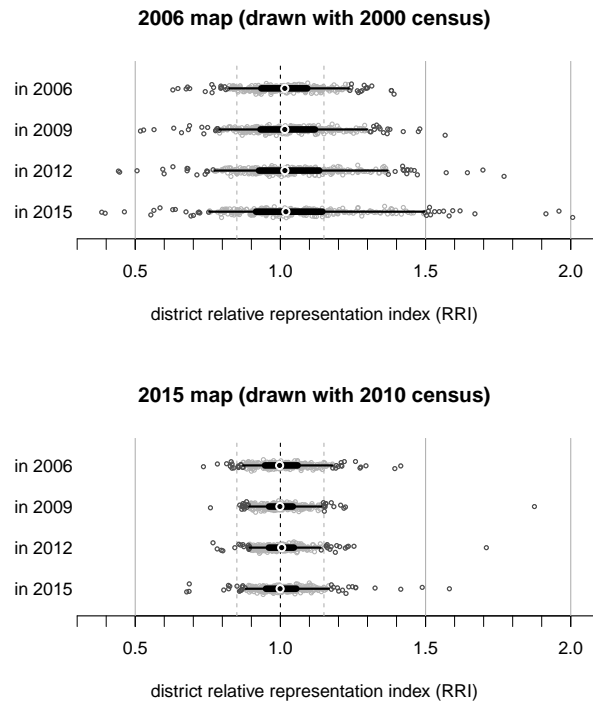 2006 map (drawn with 2000 census)
in 2006
in 2009
in 2012
in 2015
0.5 1.0 1.5 2.0
district relative representation index (RRI)
2015 map (drawn with 2010 census)
in 2006
in 2009
in 2012
in 2015
0.5 1.0 1.5 2.0
district relative representation index (RRI)